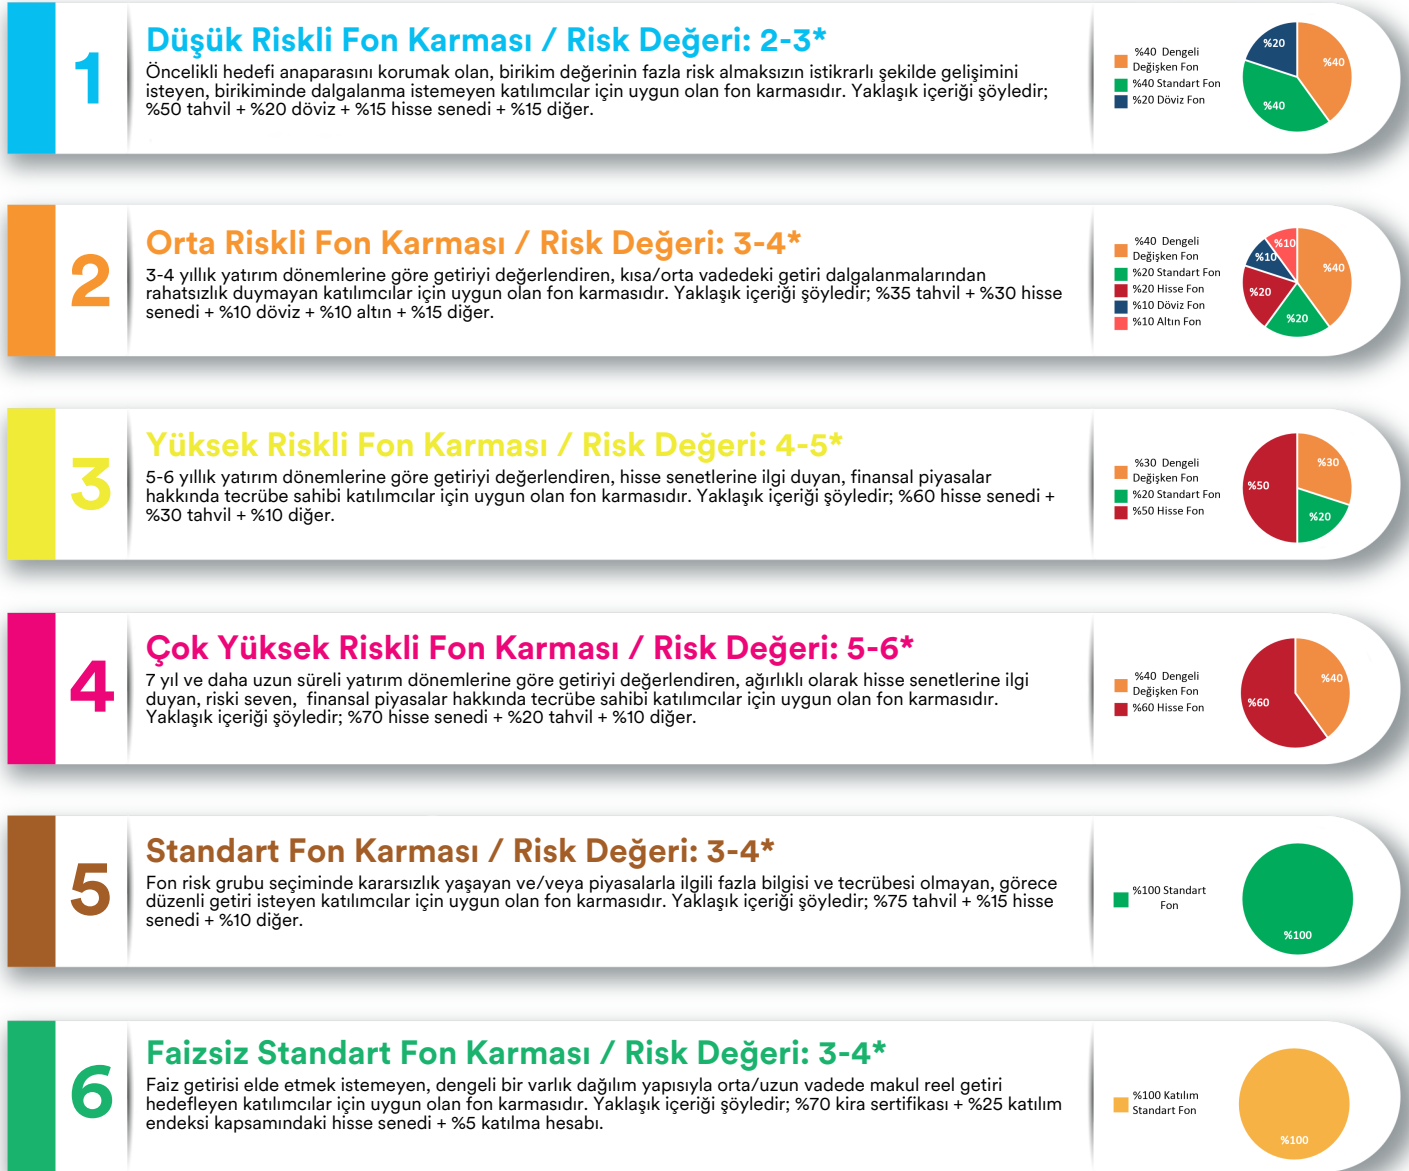 1
Düşük Riskli Fon Karması / Risk Değeri: 2-3*
Öncelikli hedefi anaparasını korumak olan, birikim değerinin fazla risk almaksızın istikrarlı şekilde gelişimini
isteyen, birikiminde dalgalanma istemeyen katılımcılar için uygun olan fon karmasıdır. Yaklaşık içeriği şöyledir;
%50 tahvil + %20 döviz + %15 hisse senedi + %15 diğer.
%40 Dengeli
Değişken Fon
%40 Standart Fon
%20 Döviz Fon
%20
%40
%40
2
Orta Riskli Fon Karması / Risk Değeri: 3-4*
3-4 yıllık yatırım dönemlerine göre getiriyi değerlendiren, kısa/orta vadedeki getiri dalgalanmalarından
rahatsızlık duymayan katılımcılar için uygun olan fon karmasıdır. Yaklaşık içeriği şöyledir; %35 tahvil + %30 hisse
senedi + %10 döviz + %10 altın + %15 diğer.
%40 Dengeli
Değişken Fon
%20 Standart Fon
%20 Hisse Fon
%10 Döviz Fon
%10 Altın Fon
%10
%10
%40
%20
%20
3
Yüksek Riskli Fon Karması / Risk Değeri: 4-5*
5-6 yıllık yatırım dönemlerine göre getiriyi değerlendiren, hisse senetlerine ilgi duyan, finansal piyasalar
hakkında tecrübe sahibi katılımcılar için uygun olan fon karmasıdır. Yaklaşık içeriği şöyledir; %60 hisse senedi +
%30 tahvil + %10 diğer.
%30 Dengeli
Değişken Fon
%20 Standart Fon
%50 Hisse Fon
%30
%50
%20
4
Çok Yüksek Riskli Fon Karması / Risk Değeri: 5-6*
7 yıl ve daha uzun süreli yatırım dönemlerine göre getiriyi değerlendiren, ağırlıklı olarak hisse senetlerine ilgi
duyan, riski seven, finansal piyasalar hakkında tecrübe sahibi katılımcılar için uygun olan fon karmasıdır.
Yaklaşık içeriği şöyledir; %70 hisse senedi + %20 tahvil + %10 diğer.
%40 Dengeli
Değişken Fon
%60 Hisse Fon
%40
%60
5
Standart Fon Karması / Risk Değeri: 3-4*
Fon risk grubu seçiminde kararsızlık yaşayan ve/veya piyasalarla ilgili fazla bilgisi ve tecrübesi olmayan, görece
düzenli getiri isteyen katılımcılar için uygun olan fon karmasıdır. Yaklaşık içeriği şöyledir; %75 tahvil + %15 hisse
senedi + %10 diğer.
%100 Standart
Fon
%100
6
Faizsiz Standart Fon Karması / Risk Değeri: 3-4*
Faiz getirisi elde etmek istemeyen, dengeli bir varlık dağılım yapısıyla orta/uzun vadede makul reel getiri
hedefleyen katılımcılar için uygun olan fon karmasıdır. Yaklaşık içeriği şöyledir; %70 kira sertifikası + %25 katılım
endeksi kapsamındaki hisse senedi + %5 katılma hesabı.
%100 Katılım
Standart Fon
%100